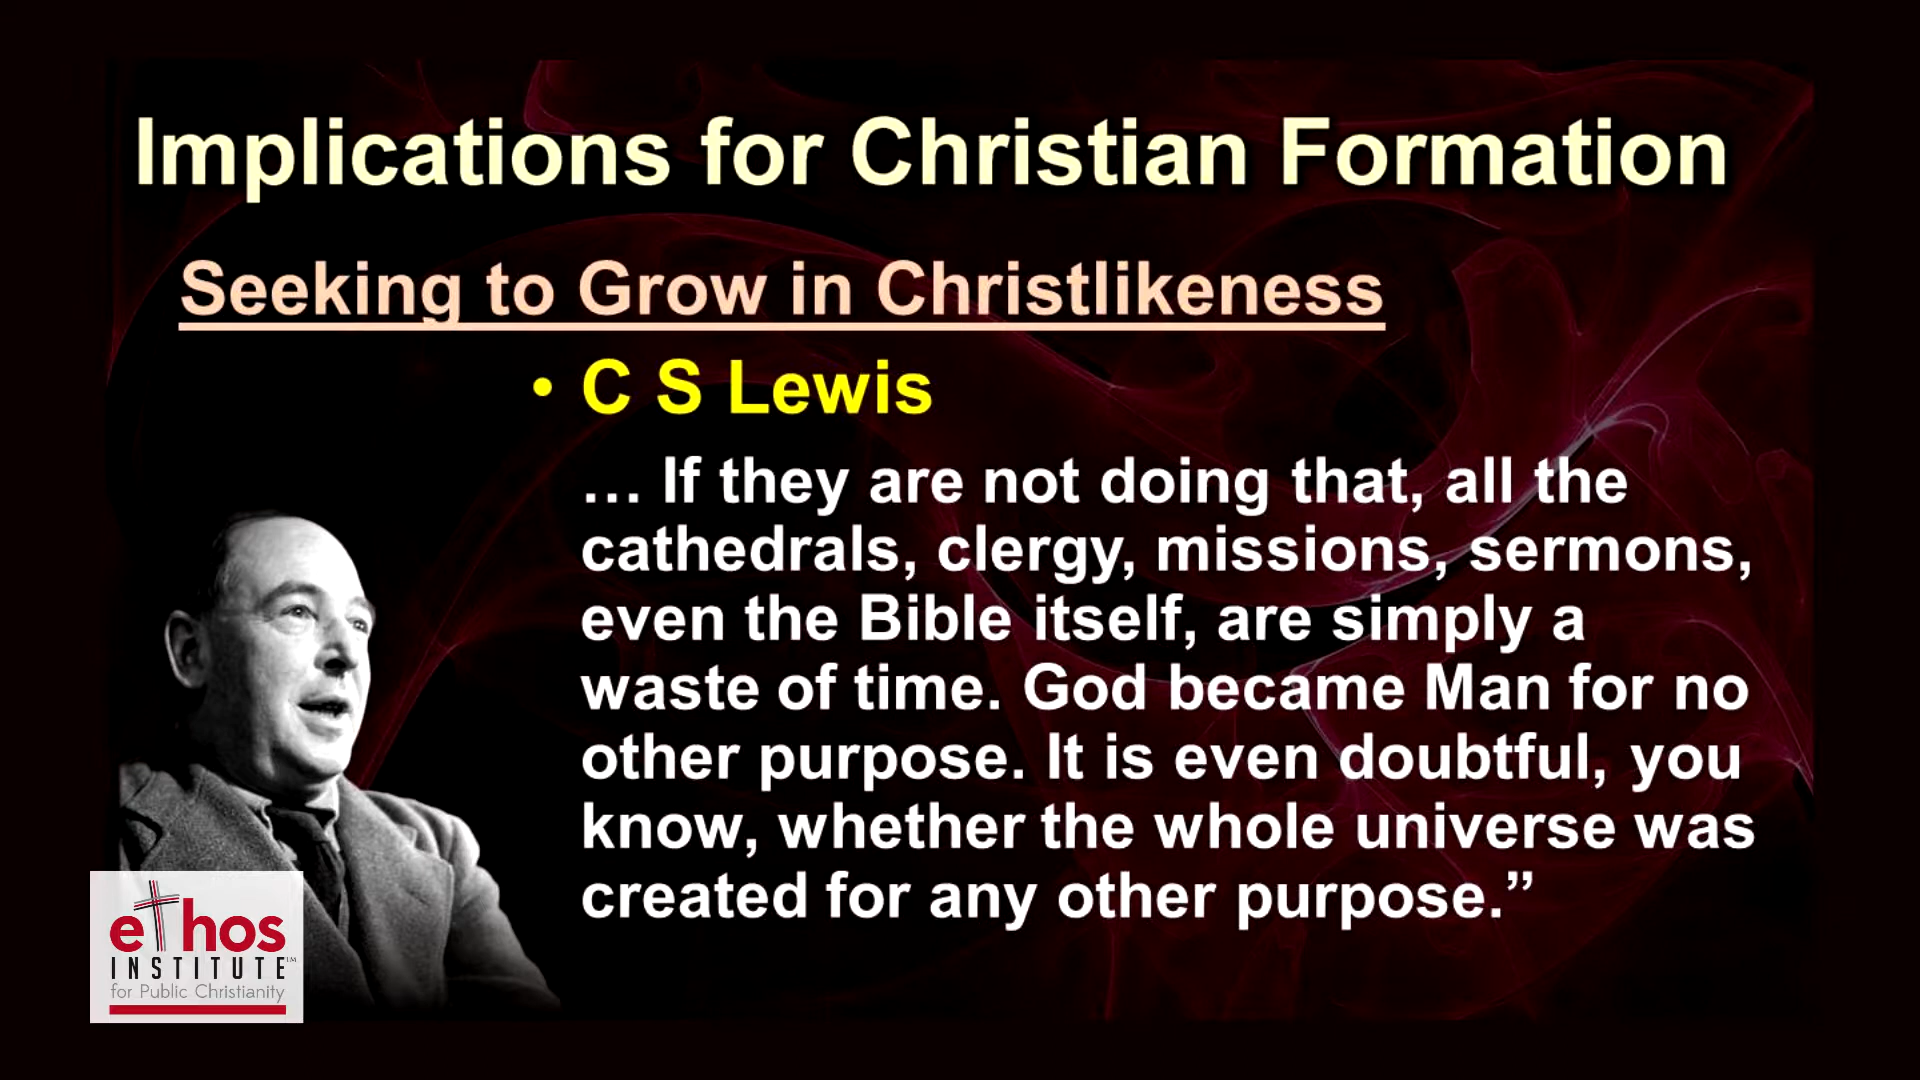 Implications for Christian Formation
Seeking to Grow in Christlikeness
• C S Lewis
… If they are not doing that, all the
cathedrals, clergy, missions, sermons,
even the Bible itself, are simply a
waste of time. God became Man for no
other purpose. It is even doubtful, you
know, whether the whole universe was
created for any other purpose.”
ethos
INSTITUTE℠
for Public Christianity